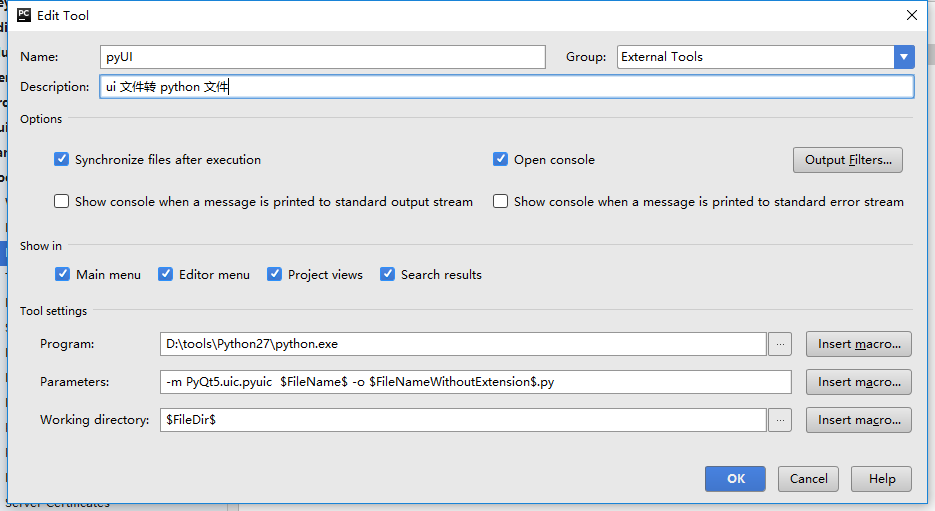 PC Edit Tool
Name: pyUI Group: External Tools
Description: ui 文件转 python 文件
Options
Synchronize files after execution Open console Output Filters...
Show console when a message is printed to standard output stream Show console when a message is printed to standard error stream
Show in
Main menu Editor menu Project views Search results
Tool settings
Program: D:\tools\Python27\python.exe ... Insert macro...
Parameters: -m PyQt5.uic.pyuic $FileName$ -o $FileNameWithoutExtension$.py Insert macro...
Working directory: $FileDir$ ... Insert macro...
OK Cancel Help
Server Certificates